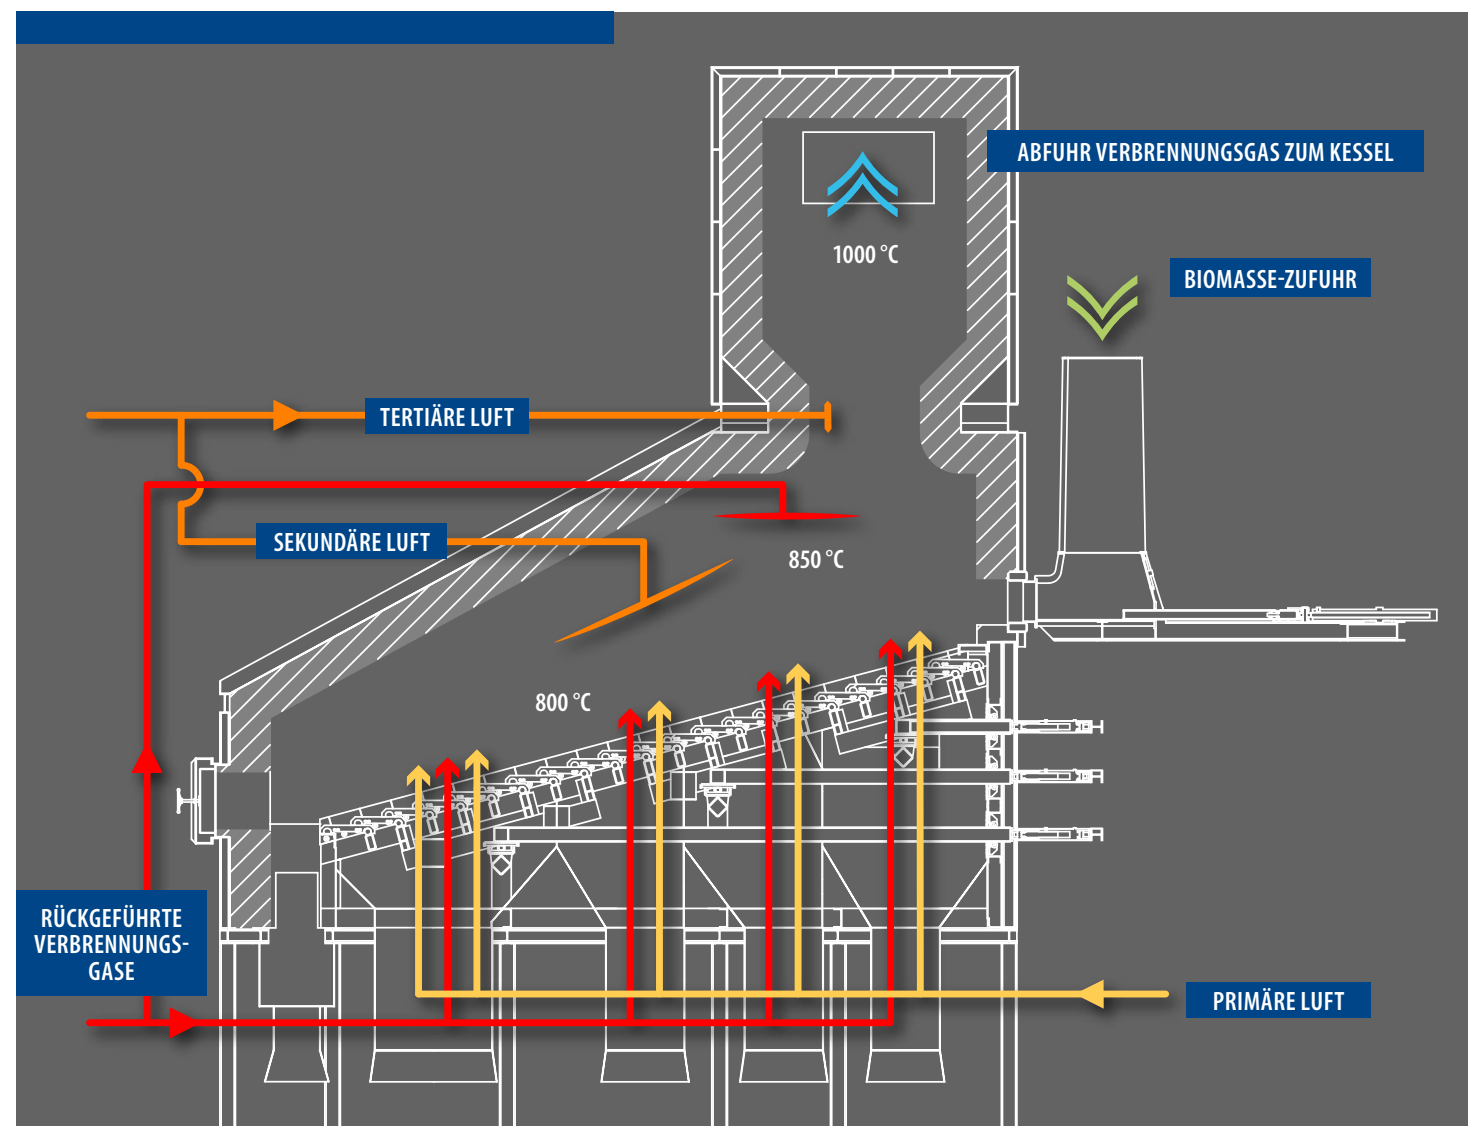 ABFUHR VERBRENNUNGSGAS ZUM KESSEL
1000 °C
BIOMASSE-ZUFUHR
TERTIÄRE LUFT
SEKUNDÄRE LUFT
850 °C
800 °C
RÜCKGEFÜHRTE
VERBRENNUNGS-
GASE
PRIMÄRE LUFT